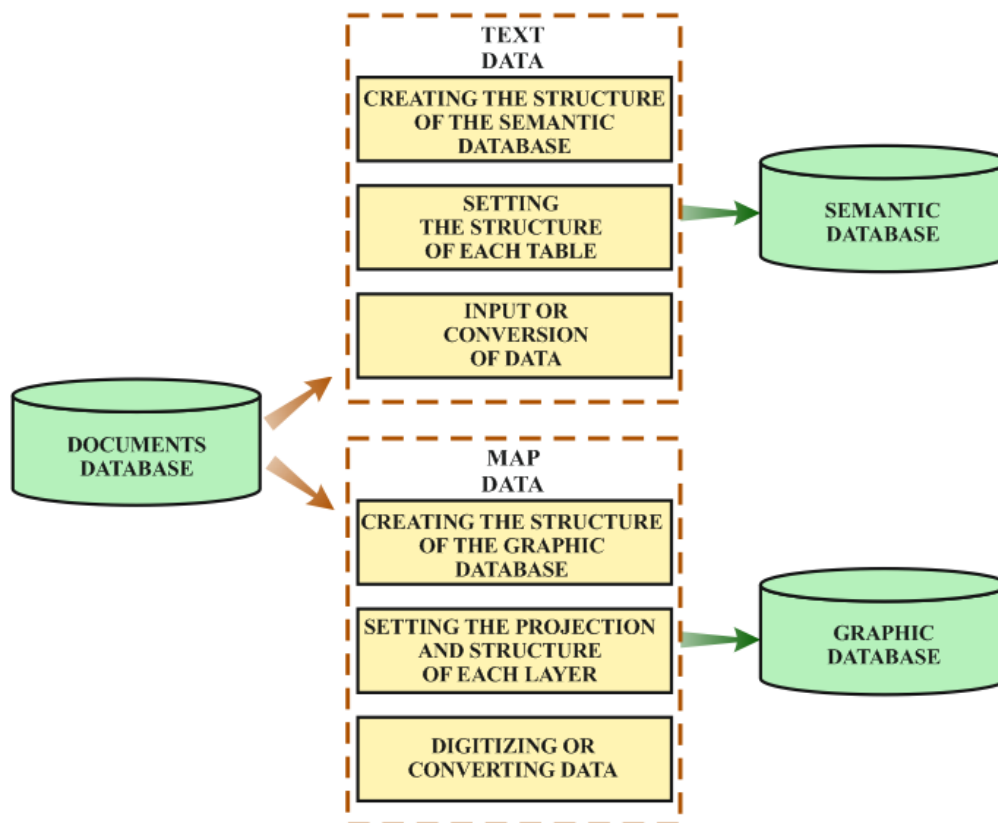 TEXT
DATA
CREATING THE STRUCTURE
OF THE SEMANTIC
DATABASE
SETTING
THE STRUCTURE
OF EACH TABLE
INPUT OR
CONVERSION
OF DATA
SEMANTIC
DATABASE
DOCUMENTS
DATABASE
MAP
DATA
CREATING THE STRUCTURE
OF THE GRAPHIC
DATABASE
SETTING THE PROJECTION
AND STRUCTURE
OF EACH LAYER
DIGITIZING OR
CONVERTING DATA
GRAPHIC
DATABASE